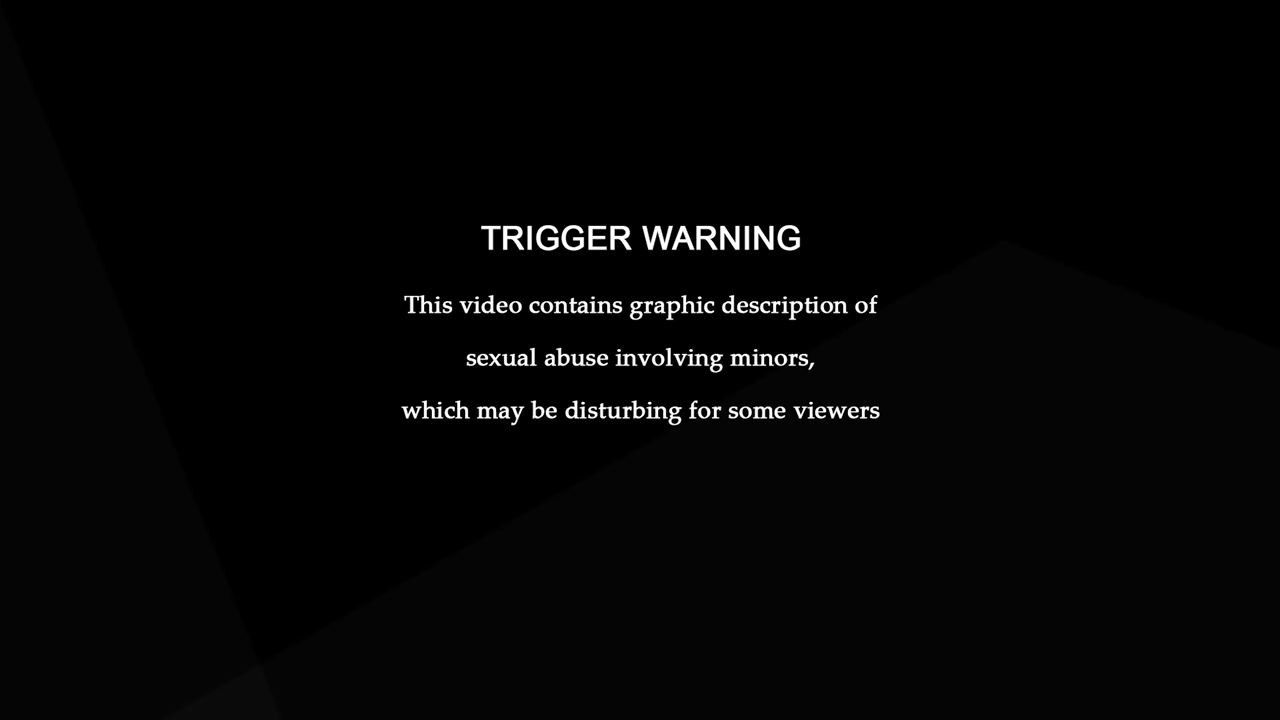 TRIGGER WARNING
This video contains graphic description of
sexual abuse involving minors,
which may be disturbing for some viewers